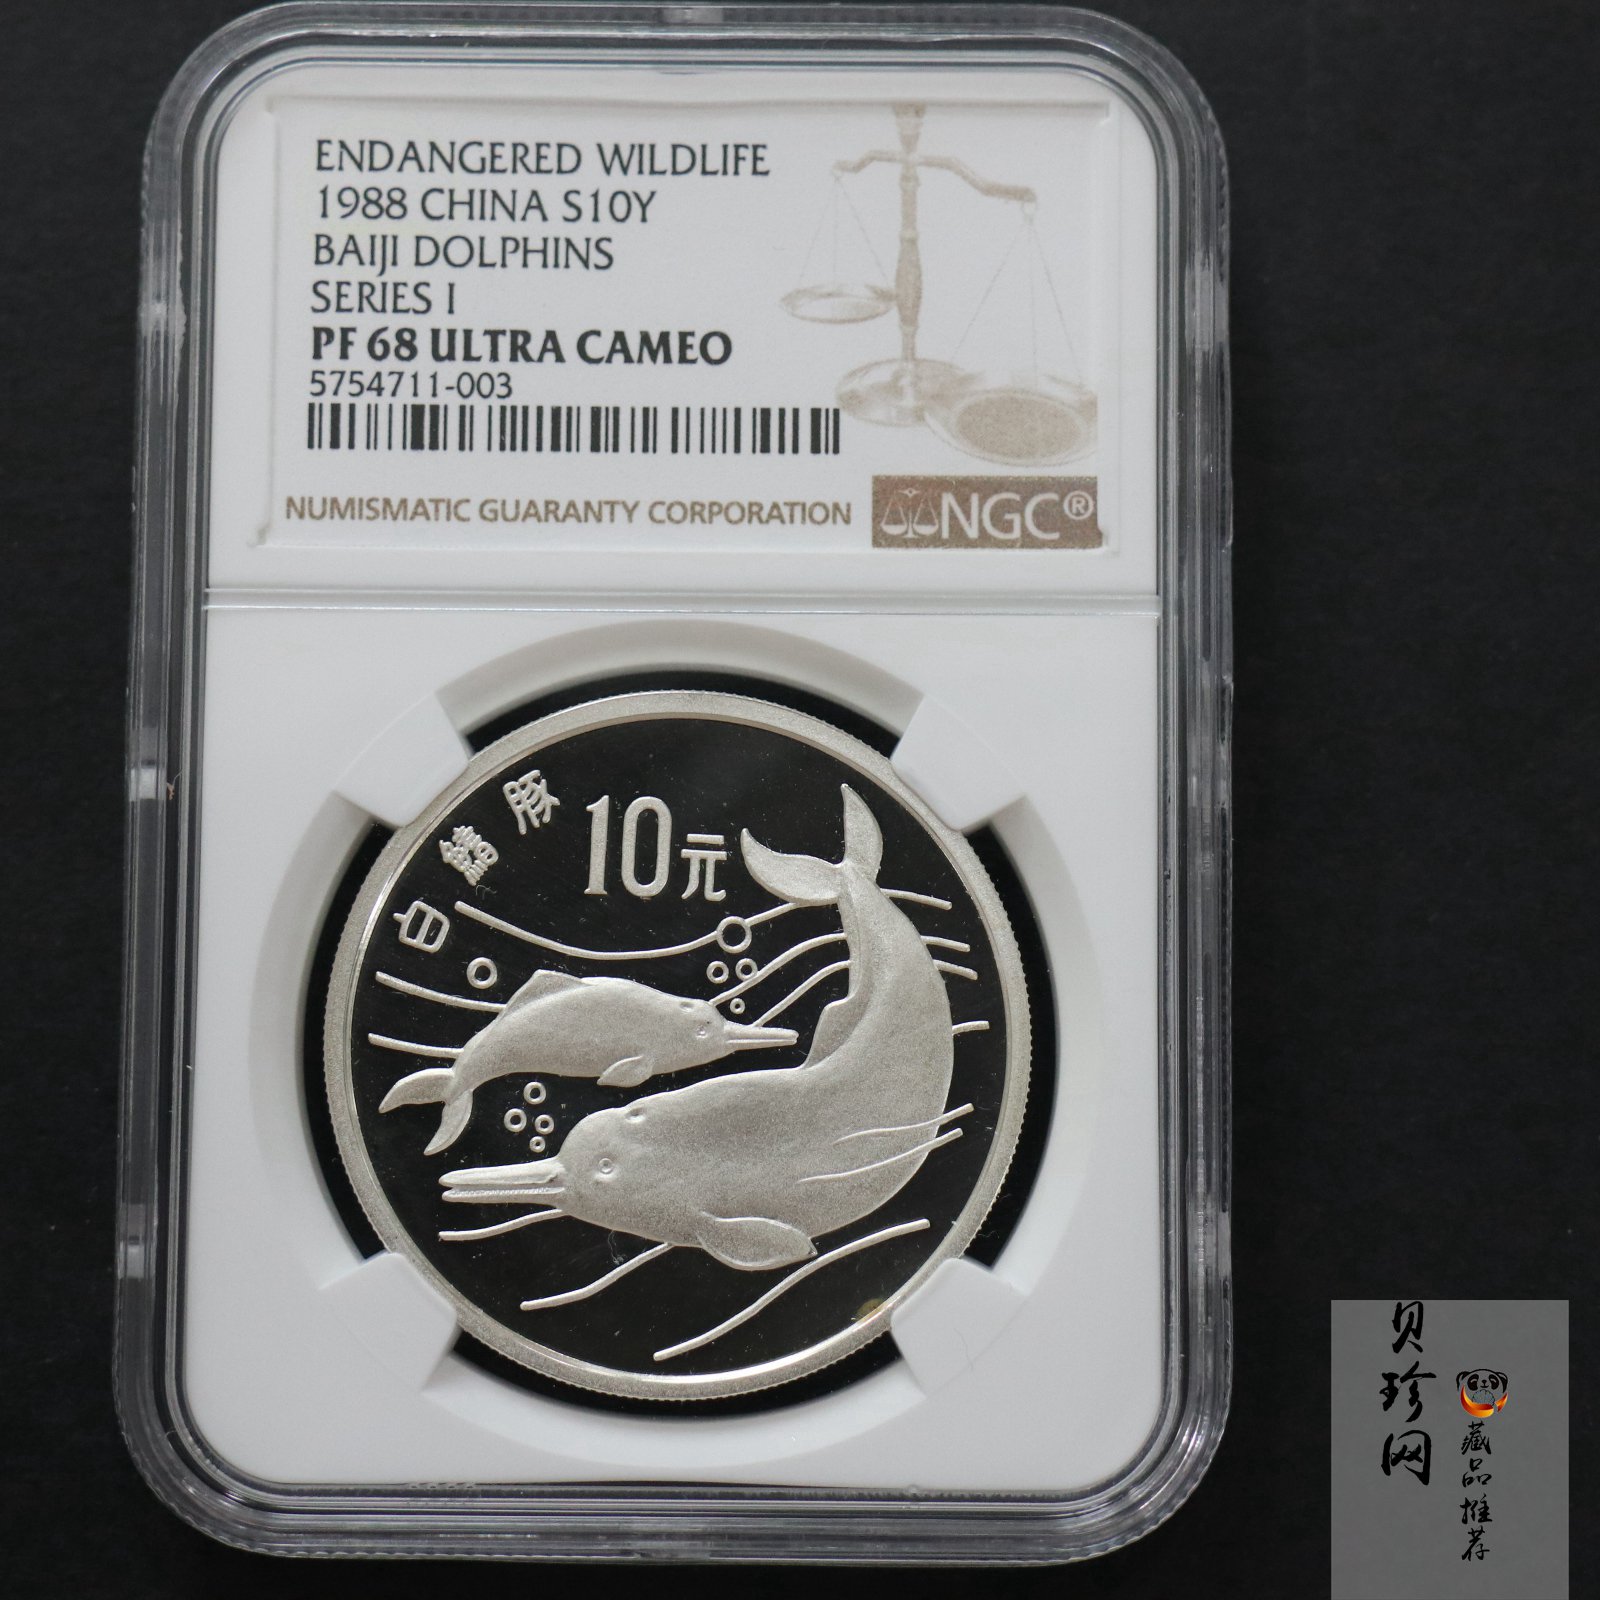 ENDANGERED WILDLIFE
1988 CHINA S10Y
BAIJI DOLPHINS
SERIES I
PF 68 ULTRA CAMEO
5754711-003
NUMISMATIC GUARANTY CORPORATION
NGC®
白鱀豚
10元
贝珍网
藏品推荐